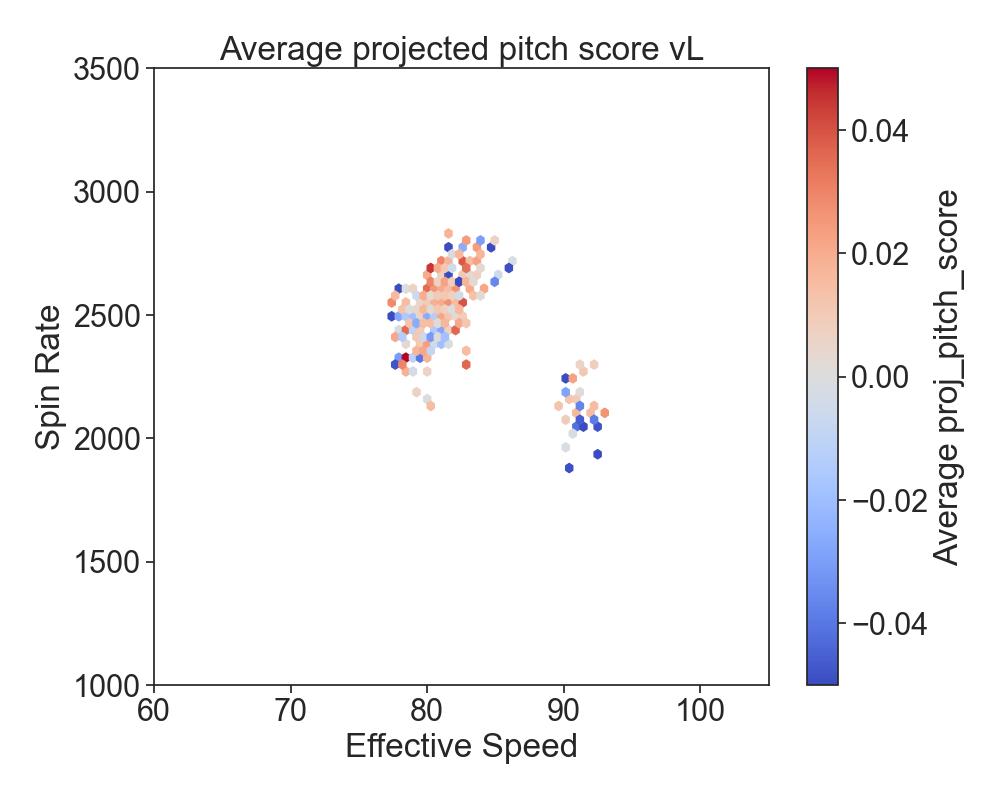 Average projected pitch score vL
3500
3000
2500
2000
1500
1000
Spin Rate
60 70 80 90 100
Effective Speed
0.04
0.02
0.00
−0.02
−0.04
Average proj_pitch_score